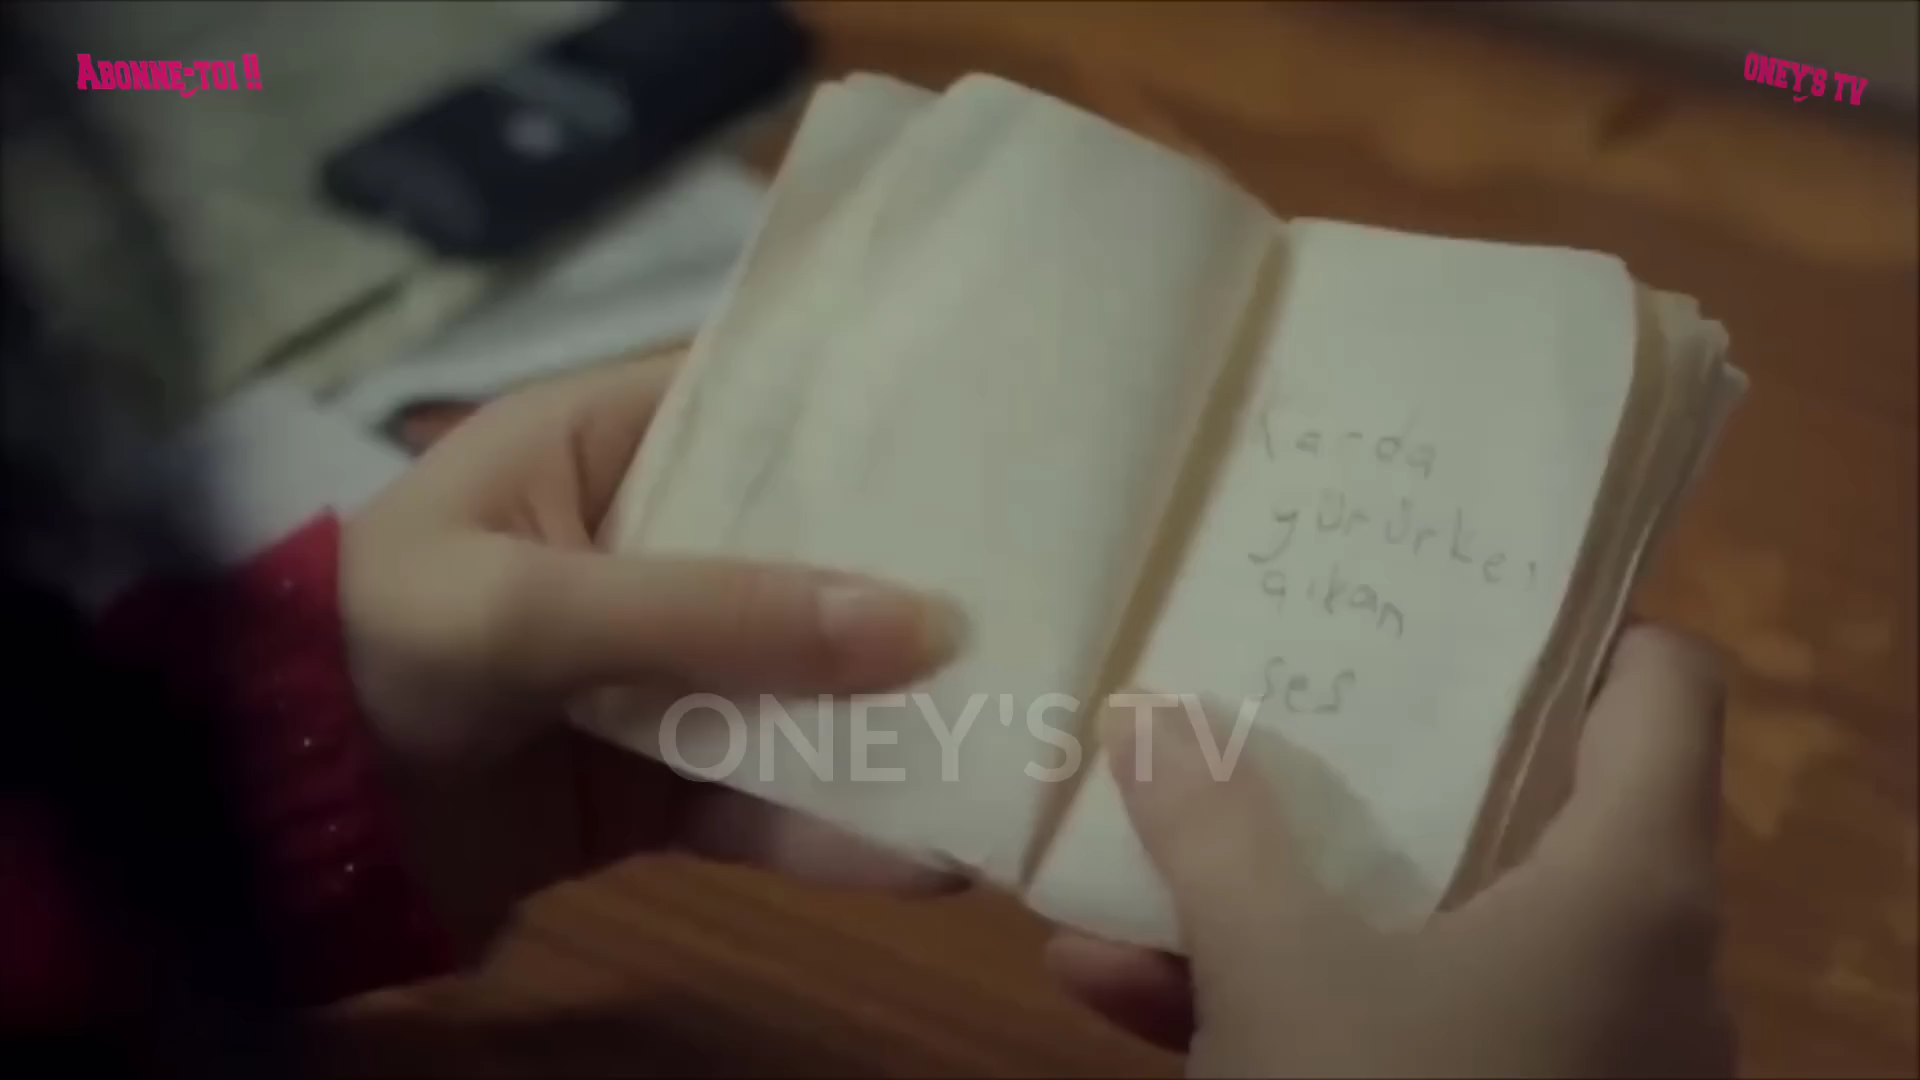 ABONNE-TOI !!
ONEY'S TV
Karda
yürürken
çıkan
ses
ONEY'S TV